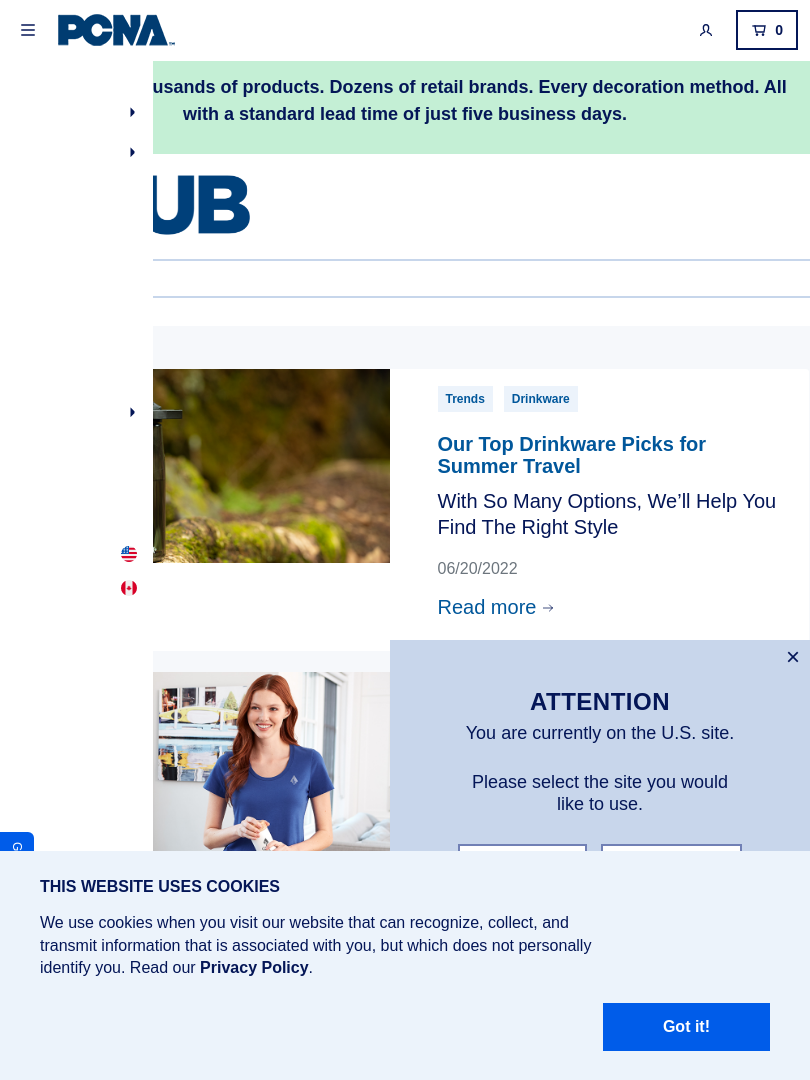 PCNA
0
products. Dozens of retail brands. Every decoration method. All
with a standard lead time of just five business days.
Trends
Drinkware
Our Top Drinkware Picks for
Summer Travel
With So Many Options, We’ll Help You
Find The Right Style
06/20/2022
Read more
ATTENTION
You are currently on the U.S. site.
Please select the site you would
like to use.
THIS WEBSITE USES COOKIES
We use cookies when you visit our website that can recognize, collect, and
transmit information that is associated with you, but which does not personally
identify you. Read our Privacy Policy.
Got it!